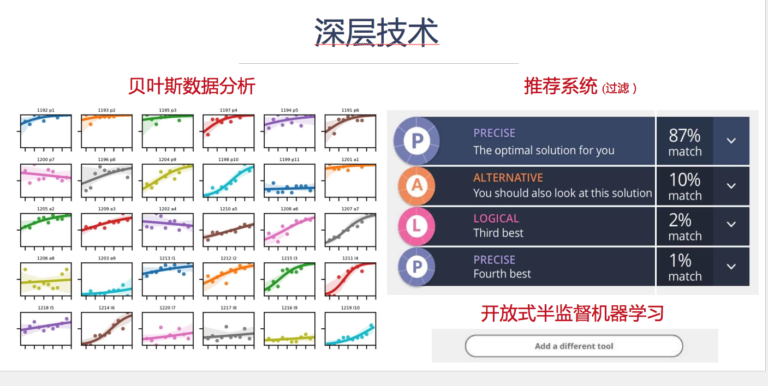 深层技术
贝叶斯数据分析
推荐系统 (过滤 )
1192 p1
1193 p2
1195 p3
1197 p4
1194 p5
1191 p6
1200 p7
1196 p8
1204 p9
1198 p10
1199 p11
1201 a1
1205 a2
1209 a3
1202 a4
1210 a5
1208 a6
1207 a7
1206 a8
1203 a9
1213 l1
1212 l2
1215 l3
1211 l4
1218 l5
1214 l6
1220 l7
1217 l8
1216 l9
1219 l10
P
PRECISE
The optimal solution for you
87%
match
A
ALTERNATIVE
You should also look at this solution
10%
match
L
LOGICAL
Third best
2%
match
P
PRECISE
Fourth best
1%
match
开放式半监督机器学习
Add a different tool